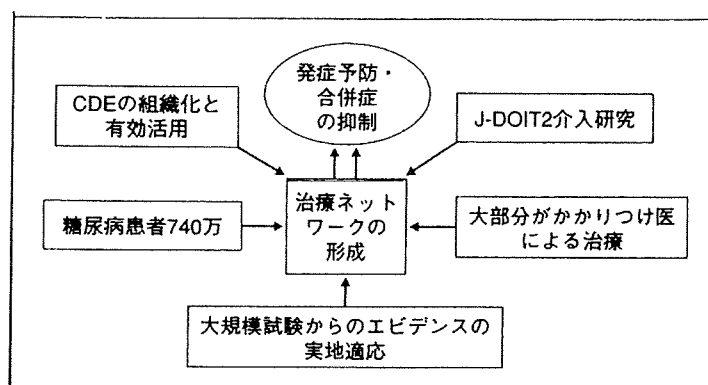 発症予防・
合併症
の抑制
CDEの組織化と
有効活用
J-DOIT2介入研究
治療ネット
ワークの
形成
糖尿病患者740万
大部分がかかりつけ医
による治療
大規模試験からのエビデンスの
実地適応